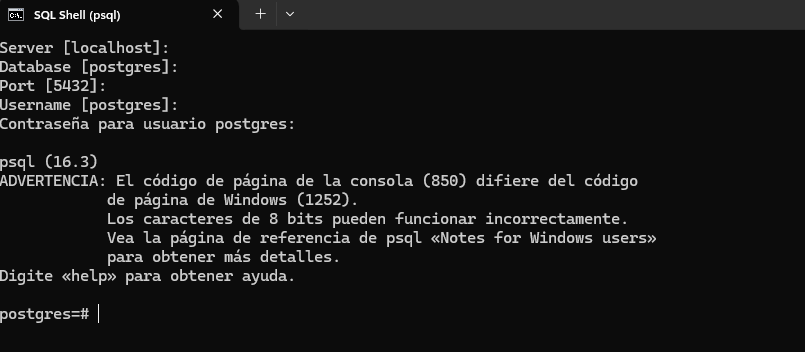 SQL Shell (psql)
Server [localhost]:
Database [postgres]:
Port [5432]:
Username [postgres]:
Contraseña para usuario postgres:
psql (16.3)
ADVERTENCIA: El código de página de la consola (850) difiere del código
de página de Windows (1252).
Los caracteres de 8 bits pueden funcionar incorrectamente.
Vea la página de referencia de psql «Notes for Windows users»
para obtener más detalles.
Digite «help» para obtener ayuda.
postgres=#